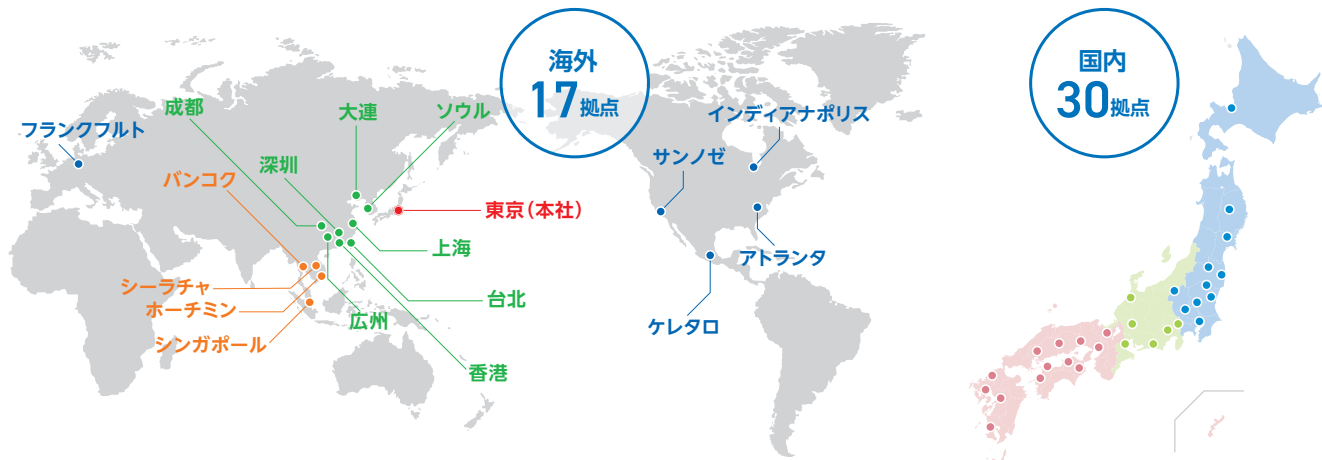 海外
17拠点
国内
30拠点
成都
大連
ソウル
インディアナポリス
フランクフルト
サンノゼ
深圳
バンコク
東京（本社）
上海
アトランタ
シーラチャ
台北
ホーチミン
広州
ケレタロ
シンガポール
香港